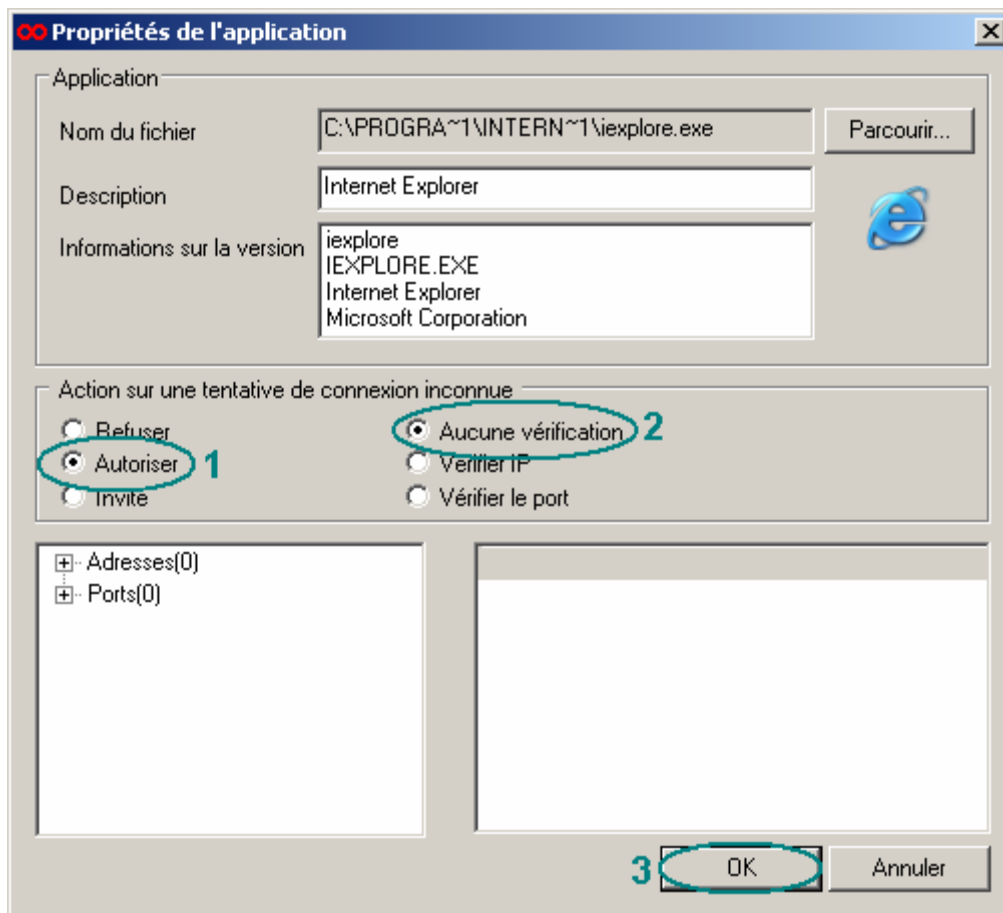 Propriétés de l'application
Application
Nom du fichier
C:\PROGRA~1\INTERN~1\iexplore.exe
Parcourir...
Description
Internet Explorer
Informations sur la version
iexplore
IEXPLORE.EXE
Internet Explorer
Microsoft Corporation
Action sur une tentative de connexion inconnue
Refuser
Aucune vérification 2
Autoriser 1
Vérifier IP
Invité
Vérifier le port
Adresses(0)
Ports(0)
3 OK
Annuler